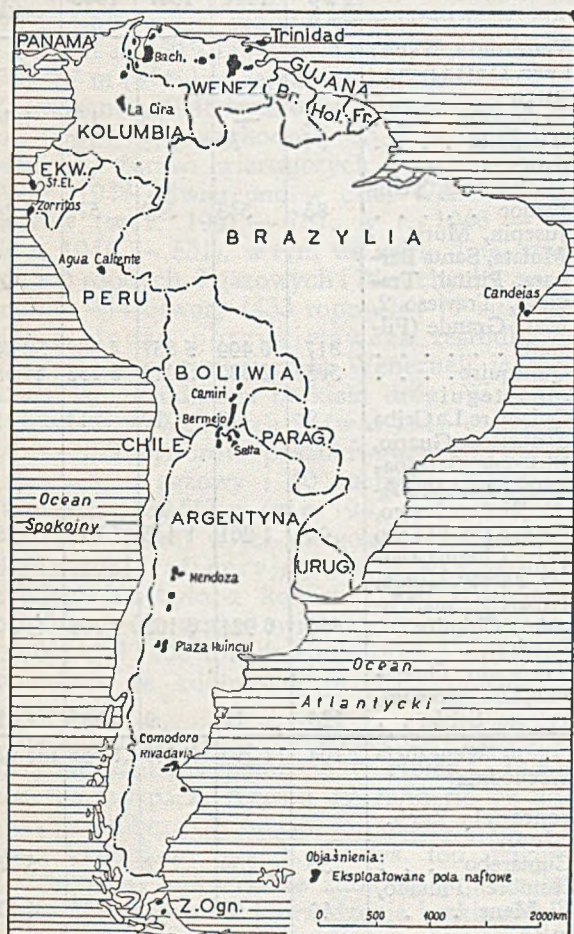 PANAMA
Trinidad
Bach.
GUJANA
WENEZ.
Br.
Hol.
Fr.
La Cira
KOLUMBIA
EKW.
St. El.
Zorritos
BRAZYLIA
Agua Caliente
PERU
Candeias
BOLIWIA
Camiri
Bermejo
CHILE
PARAG.
Salta
Ocean
Spokojny
ARGENTYNA
URUG.
Mendoza
Plaza Huincul
Ocean
Atlantycki
Comodoro
Rivadavia
Objaśnienia:
Eksploatowane pola naftowe
Z. Ogn.
0 5000 4000 2000km